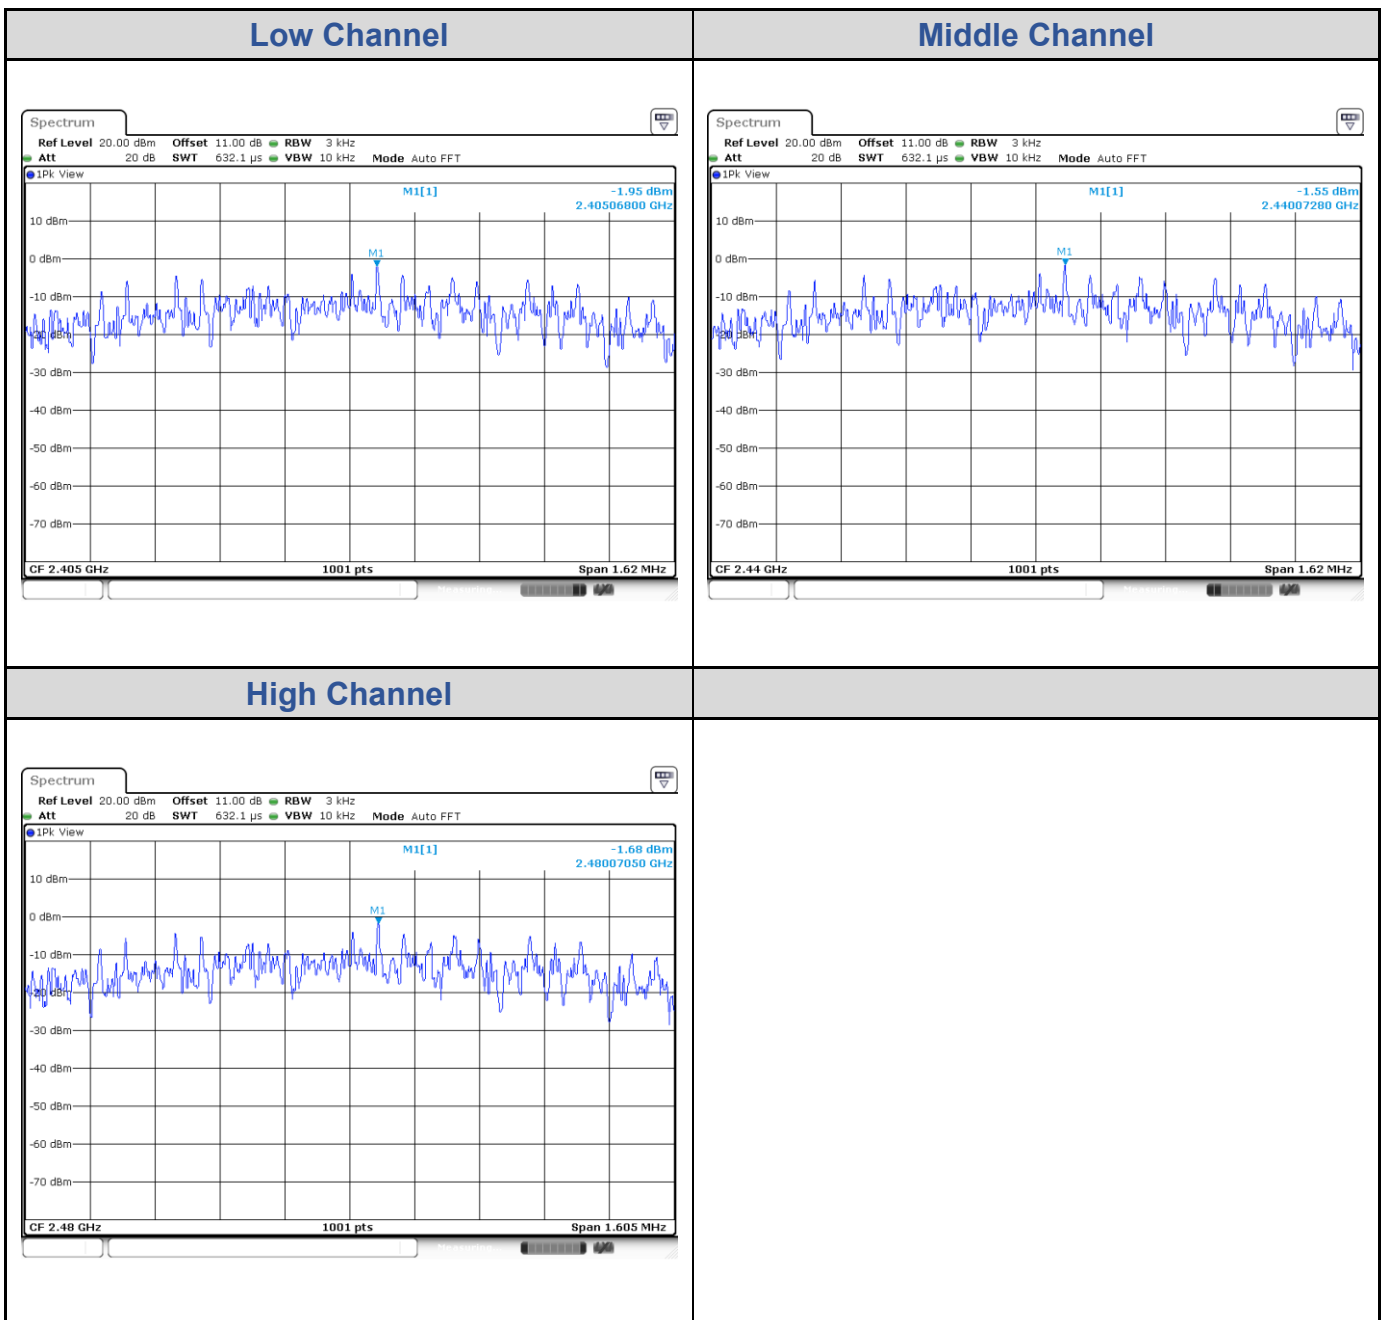 Low Channel
Middle Channel
Spectrum
Ref Level 20.00 dBm Offset 11.00 dB RBW 3 kHz
Att 20 dB SWT 632.1 µs VBW 10 kHz Mode Auto FFT
1Pk View
M1[1] -1.95 dBm
2.40506800 GHz
10 dBm
M1
0 dBm
-10 dBm
-20 dBm
-30 dBm
-40 dBm
-50 dBm
-60 dBm
-70 dBm
CF 2.405 GHz 1001 pts Span 1.62 MHz
Measuring...
Spectrum
Ref Level 20.00 dBm Offset 11.00 dB RBW 3 kHz
Att 20 dB SWT 632.1 µs VBW 10 kHz Mode Auto FFT
1Pk View
M1[1] -1.55 dBm
2.44007280 GHz
10 dBm
M1
0 dBm
-10 dBm
-20 dBm
-30 dBm
-40 dBm
-50 dBm
-60 dBm
-70 dBm
CF 2.44 GHz 1001 pts Span 1.62 MHz
Measuring...
High Channel
Spectrum
Ref Level 20.00 dBm Offset 11.00 dB RBW 3 kHz
Att 20 dB SWT 632.1 µs VBW 10 kHz Mode Auto FFT
1Pk View
M1[1] -1.68 dBm
2.48007050 GHz
10 dBm
M1
0 dBm
-10 dBm
-20 dBm
-30 dBm
-40 dBm
-50 dBm
-60 dBm
-70 dBm
CF 2.48 GHz 1001 pts Span 1.605 MHz
Measuring...